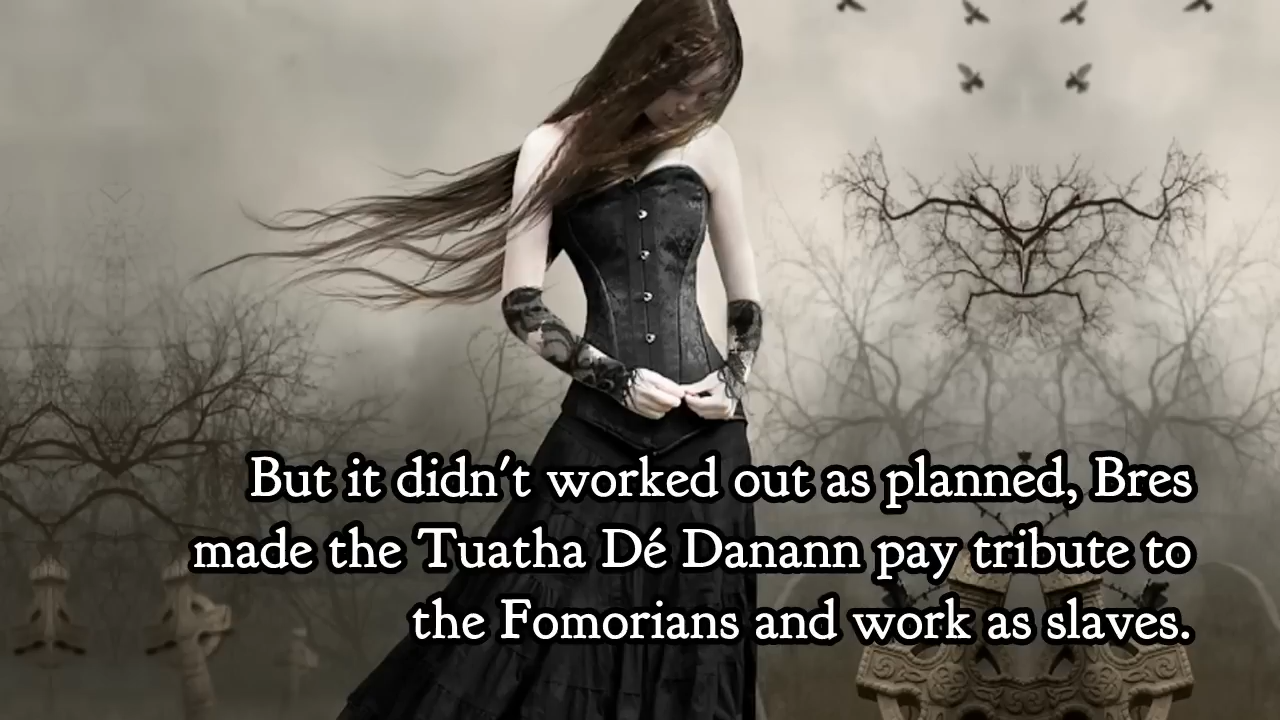 But it didn't worked out as planned, Bres
made the Tuatha Dé Danann pay tribute to
the Fomorians and work as slaves.